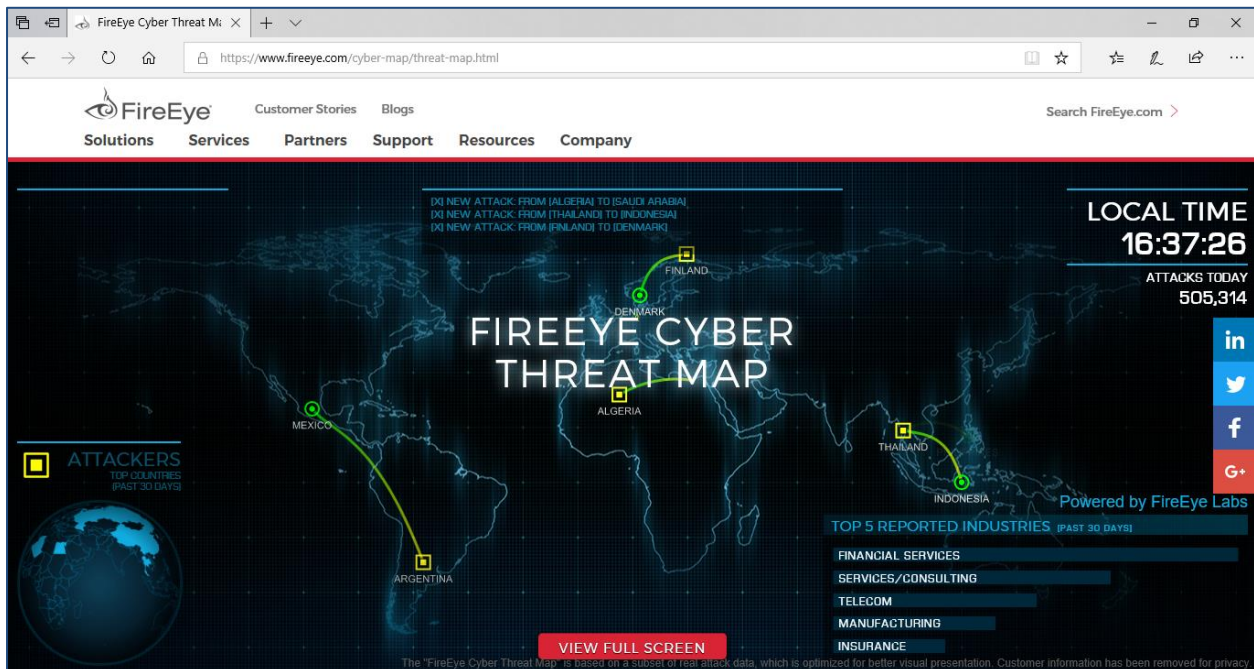 FireEye Cyber Threat Ma
https://www.fireeye.com/cyber-map/threat-map.html
FireEye
Customer Stories Blogs
Search FireEye.com >
Solutions Services Partners Support Resources Company
[X] NEW ATTACK: FROM [ALGERIA] TO [SAUDI ARABIA]
[X] NEW ATTACK: FROM [THAILAND] TO [INDONESIA]
[X] NEW ATTACK: FROM [FINLAND] TO [DENMARK]
LOCAL TIME
16:37:26
ATTACKS TODAY
505,314
FINLAND
DENMARK
FIREEYE CYBER
THREAT MAP
ALGERIA
MEXICO
THAILAND
INDONESIA
ARGENTINA
in
f
G+
ATTACKERS
TOP COUNTRIES
(PAST 30 DAYS)
Powered by FireEye Labs
TOP 5 REPORTED INDUSTRIES (PAST 30 DAYS)
FINANCIAL SERVICES
SERVICES/CONSULTING
TELECOM
MANUFACTURING
INSURANCE
VIEW FULL SCREEN
The "FireEye Cyber Threat Map" is based on a subset of real attack data, which is optimized for better visual presentation. Customer information has been removed for privacy